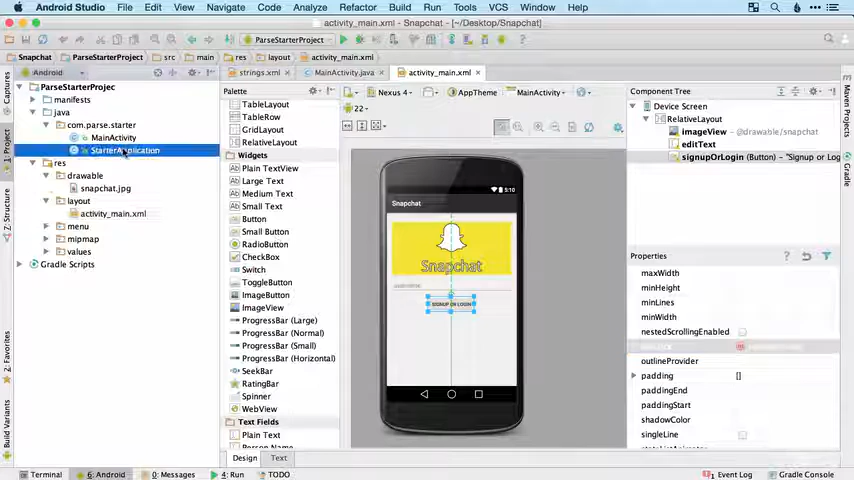 Android Studio File Edit View Navigate Code Analyze Refactor Build Run Tools VCS Window Help
activity_main.xml - Snapchat - [~/Desktop/Snapchat]
ParseStarterProject
Snapchat ParseStarterProject src main res layout activity_main.xml
Android
strings.xml MainActivity.java activity_main.xml
Captures
1: Project
7: Structure
2: Favorites
Build Variants
ParseStarterProjec
manifests
java
com.parse.starter
MainActivity
StarterApplication
res
drawable
snapchat.jpg
layout
activity_main.xml
menu
mipmap
values
Gradle Scripts
Palette
TableLayout
TableRow
GridLayout
RelativeLayout
Widgets
Plain TextView
Large Text
Medium Text
Small Text
Button
Small Button
RadioButton
CheckBox
Switch
ToggleButton
ImageButton
ImageView
ProgressBar (Large)
ProgressBar (Normal)
ProgressBar (Small)
ProgressBar (Horizontal)
SeekBar
RatingBar
Spinner
WebView
Text Fields
Plain Text
Nexus 4 AppTheme MainActivity
22
5:10
Snapchat
Snapchat
SIGNUP OR LOGIN
Design Text
Component Tree
Device Screen
RelativeLayout
imageView - @drawable/snapchat
editText
signupOrLogin (Button) - "Signup or Log
Properties
maxWidth
minHeight
minLines
minWidth
nestedScrollingEnabled
outlineProvider
padding []
paddingEnd
paddingStart
shadowColor
singleLine
Maven Projects
Gradle
Terminal 6: Android 0: Messages 4: Run TODO
1 Event Log Gradle Console